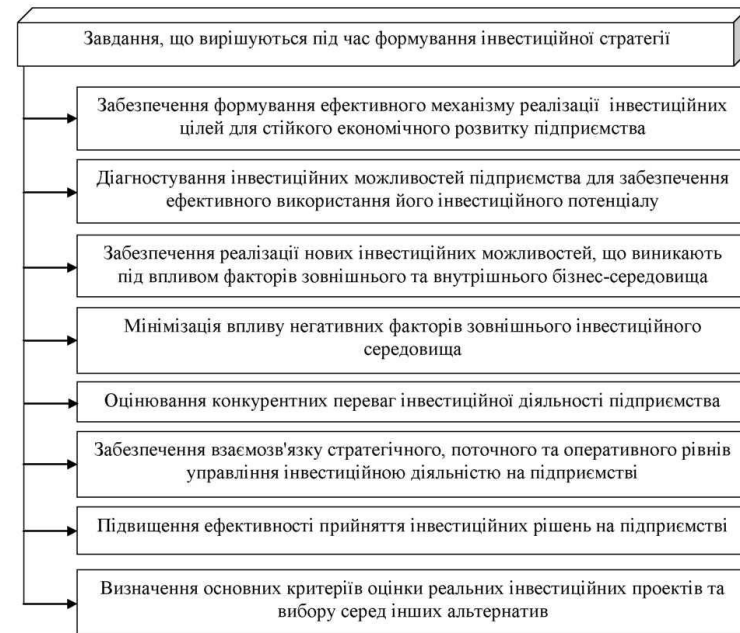 Завдання, що вирішуються під час формування інвестиційної стратегії
Забезпечення формування ефективного механізму реалізації інвестиційних
цілей для стійкого економічного розвитку підприємства
Діагностування інвестиційних можливостей підприємства для забезпечення
ефективного використання його інвестиційного потенціалу
Забезпечення реалізації нових інвестиційних можливостей, що виникають
під впливом факторів зовнішнього та внутрішнього бізнес-середовища
Мінімізація впливу негативних факторів зовнішнього інвестиційного
середовища
Оцінювання конкурентних переваг інвестиційної діяльності підприємства
Забезпечення взаємозв'язку стратегічного, поточного та оперативного рівнів
управління інвестиційною діяльністю на підприємстві
Підвищення ефективності прийняття інвестиційних рішень на підприємстві
Визначення основних критеріїв оцінки реальних інвестиційних проектів та
вибору серед інших альтернатив